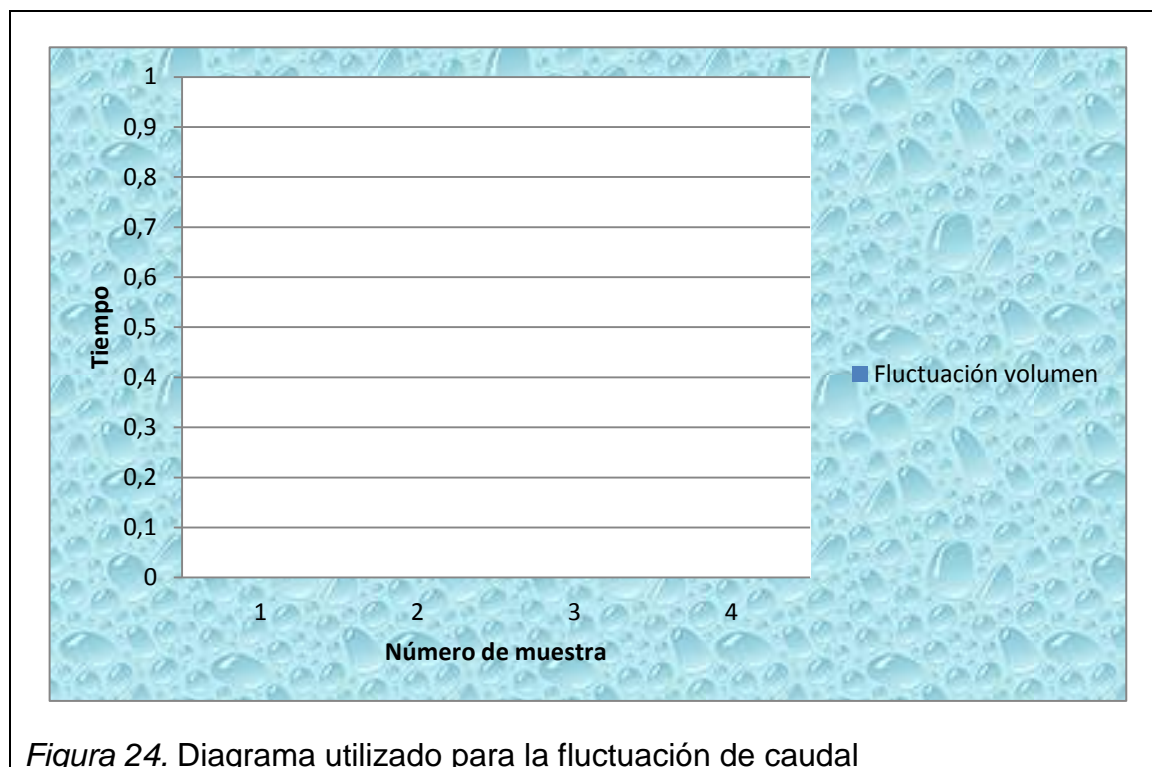 1
0,9
0,8
0,7
0,6
0,5
0,4
0,3
0,2
0,1
0
Tiempo
1 2 3 4
Número de muestra
Fluctuación volumen
Figura 24. Diagrama utilizado para la fluctuación de caudal